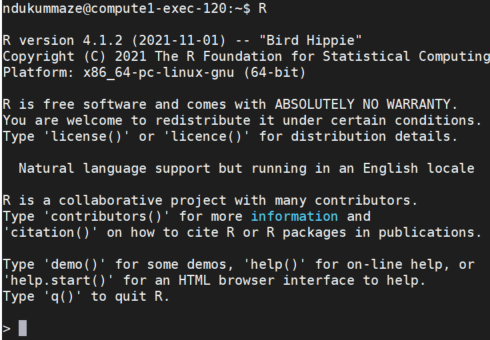 ndukummaze@compute1-exec-120:~$ R
R version 4.1.2 (2021-11-01) -- "Bird Hippie"
Copyright (C) 2021 The R Foundation for Statistical Computing
Platform: x86_64-pc-linux-gnu (64-bit)
R is free software and comes with ABSOLUTELY NO WARRANTY.
You are welcome to redistribute it under certain conditions.
Type 'license()' or 'licence()' for distribution details.
Natural language support but running in an English locale
R is a collaborative project with many contributors.
Type 'contributors()' for more information and
'citation()' on how to cite R or R packages in publications.
Type 'demo()' for some demos, 'help()' for on-line help, or
'help.start()' for an HTML browser interface to help.
Type 'q()' to quit R.
>